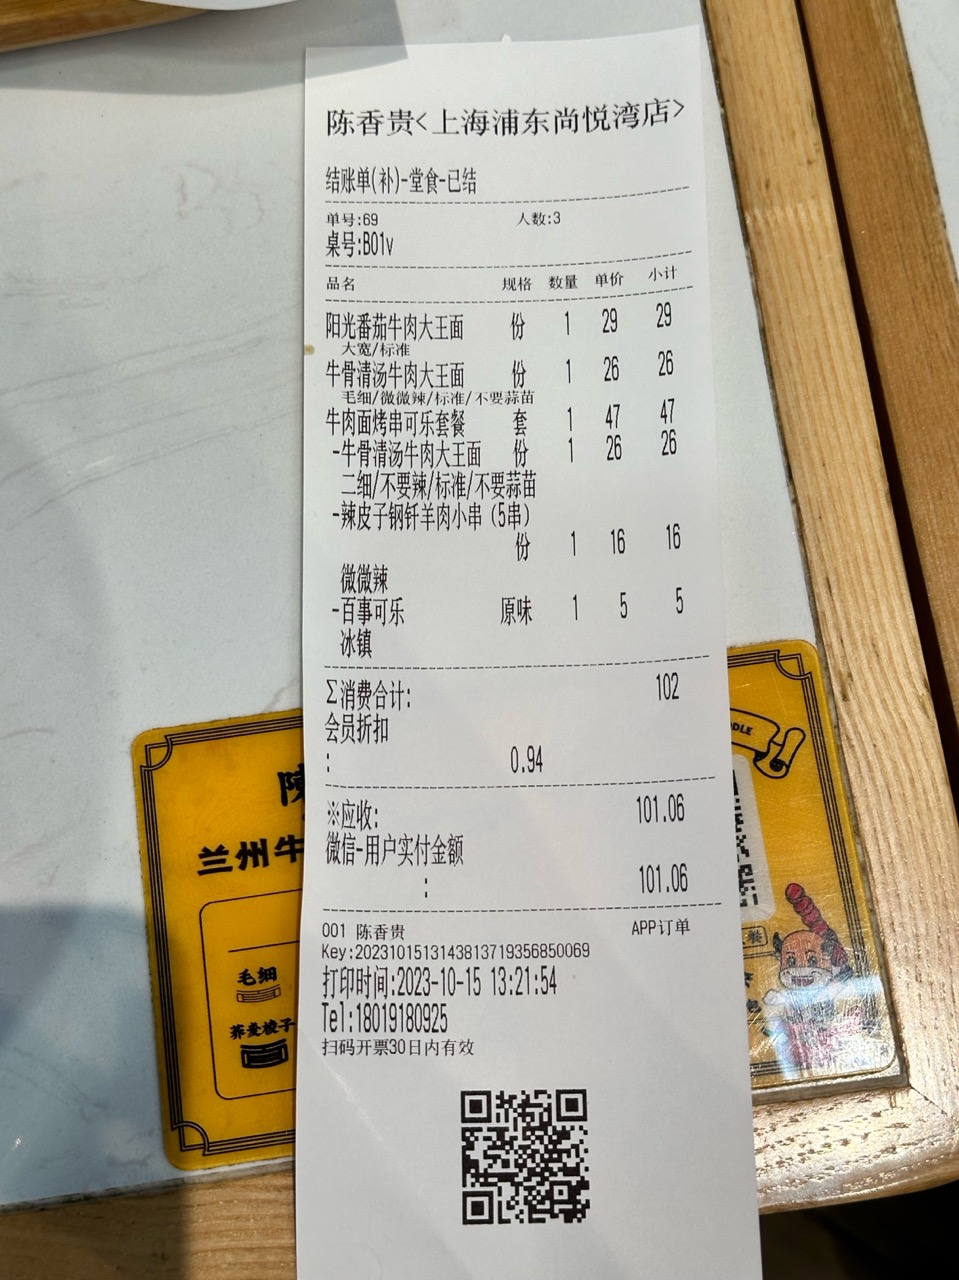 陈香贵<上海浦东尚悦湾店>
结账单(补)-堂食-已结
单号:69 人数:3
桌号:B01v
品名 规格 数量 单价 小计
阳光番茄牛肉大王面 份 1 29 29
大宽/标准
牛骨清汤牛肉大王面 份 1 26 26
毛细/微微辣/标准/不要蒜苗
牛肉面烤串可乐套餐 套 1 47 47
-牛骨清汤牛肉大王面 份 1 26 26
二细/不要辣/标准/不要蒜苗
-辣皮子钢钎羊肉小串(5串)
份 1 16 16
微微辣
-百事可乐 原味 1 5 5
冰镇
Σ消费合计: 102
会员折扣
: 0.94
※应收: 101.06
微信-用户实付金额
: 101.06
001 陈香贵 APP订单
Key:20231015131438137193568​50069
打印时间:2023-10-15 13:21:54
Tel:18019180925
扫码开票30日内有效
陳
兰州牛
毛细
荞麦棱子